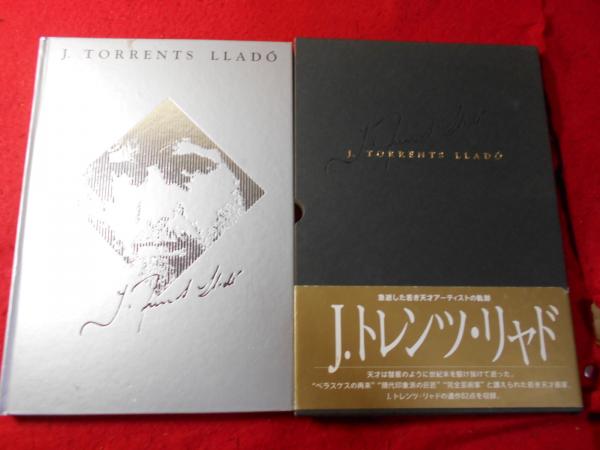 J. TORRENTS LLADÓ
J. Torrents Lladó
J. Torrents Lladó
J. TORRENTS LLADÓ
急逝した若き天才アーティストの軌跡
J.トレンツ・リャド
天才は彗星のように世紀末を駆け抜けて逝った。
“ベラスケスの再来”“現代印象派の巨匠”“完全芸術家”と讃えられた若き天才画家、
J.トレンツ・リャドの遺作82点を収録。